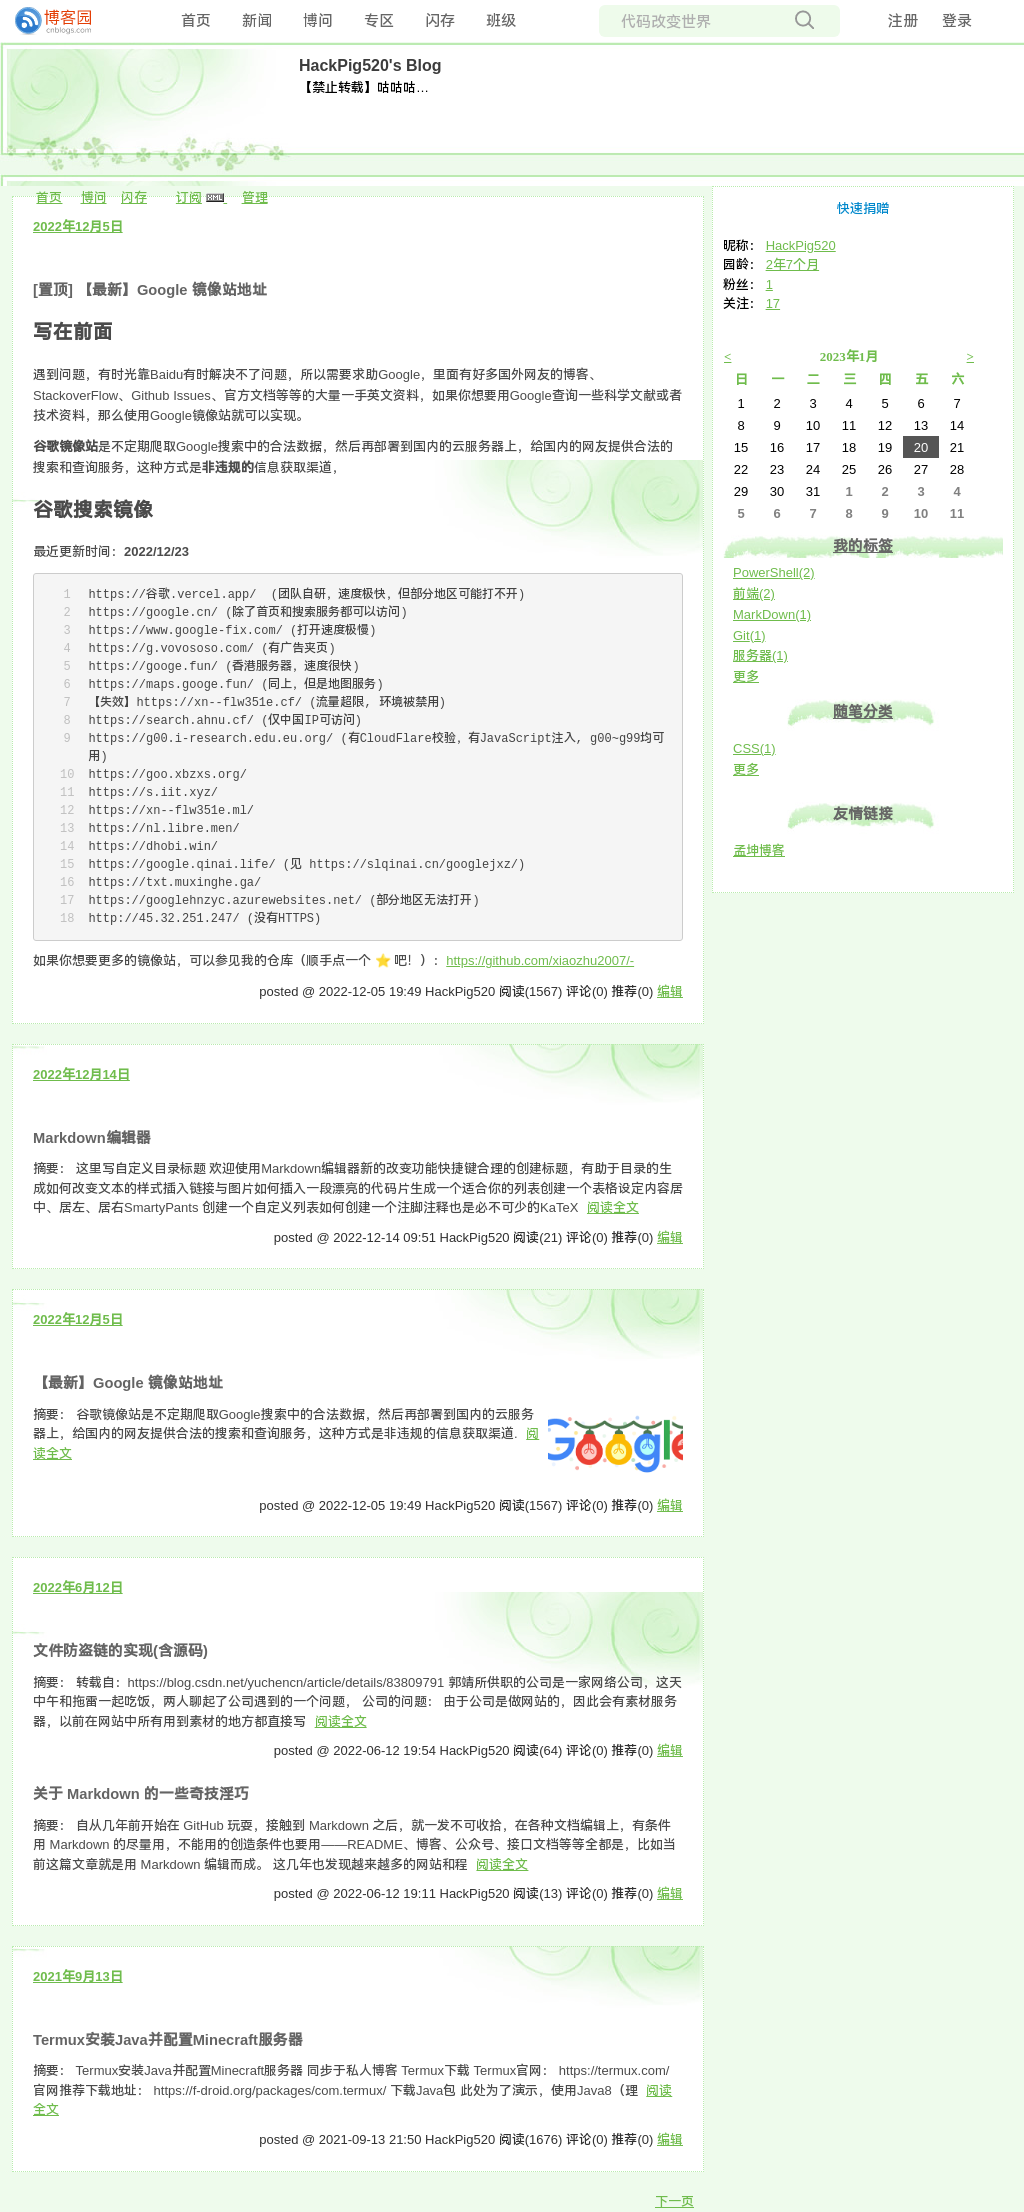 博客园
cnblogs.com
首页 新闻 博问 专区 闪存 班级 代码改变世界 注册 登录
HackPig520's Blog
【禁止转载】咕咕咕…
首页 博问 闪存 订阅 XML 管理
2022年12月5日
[置顶] 【最新】Google 镜像站地址
写在前面
遇到问题，有时光靠Baidu有时解决不了问题，所以需要求助Google，里面有好多国外网友的博客、
StackoverFlow、Github Issues、官方文档等等的大量一手英文资料，如果你想要用Google查询一些科学文献或者
技术资料，那么使用Google镜像站就可以实现。
谷歌镜像站是不定期爬取Google搜索中的合法数据，然后再部署到国内的云服务器上，给国内的网友提供合法的
搜索和查询服务，这种方式是非违规的信息获取渠道，
谷歌搜索镜像
最近更新时间：2022/12/23
1 https://谷歌.vercel.app/  (团队自研，速度极快，但部分地区可能打不开)
2 https://google.cn/ (除了首页和搜索服务都可以访问)
3 https://www.google-fix.com/ (打开速度极慢)
4 https://g.vovososo.com/ (有广告夹页)
5 https://googe.fun/ (香港服务器，速度很快)
6 https://maps.googe.fun/ (同上，但是地图服务)
7 【失效】https://xn--flw351e.cf/ (流量超限, 环境被禁用)
8 https://search.ahnu.cf/ (仅中国IP可访问)
9 https://g00.i-research.edu.eu.org/ (有CloudFlare校验，有JavaScript注入, g00~g99均可
用)
10 https://goo.xbzxs.org/
11 https://s.iit.xyz/
12 https://xn--flw351e.ml/
13 https://nl.libre.men/
14 https://dhobi.win/
15 https://google.qinai.life/ (见 https://slqinai.cn/googlejxz/)
16 https://txt.muxinghe.ga/
17 https://googlehnzyc.azurewebsites.net/ (部分地区无法打开)
18 http://45.32.251.247/ (没有HTTPS)
如果你想要更多的镜像站，可以参见我的仓库（顺手点一个 ⭐ 吧！）: https://github.com/xiaozhu2007/-
posted @ 2022-12-05 19:49 HackPig520 阅读(1567) 评论(0) 推荐(0) 编辑
2022年12月14日
Markdown编辑器
摘要： 这里写自定义目录标题 欢迎使用Markdown编辑器新的改变功能快捷键合理的创建标题，有助于目录的生
成如何改变文本的样式插入链接与图片如何插入一段漂亮的代码片生成一个适合你的列表创建一个表格设定内容居
中、居左、居右SmartyPants 创建一个自定义列表如何创建一个注脚注释也是必不可少的KaTeX 阅读全文
posted @ 2022-12-14 09:51 HackPig520 阅读(21) 评论(0) 推荐(0) 编辑
2022年12月5日
【最新】Google 镜像站地址
摘要： 谷歌镜像站是不定期爬取Google搜索中的合法数据，然后再部署到国内的云服务
器上，给国内的网友提供合法的搜索和查询服务，这种方式是非违规的信息获取渠道. 阅
读全文
Google
posted @ 2022-12-05 19:49 HackPig520 阅读(1567) 评论(0) 推荐(0) 编辑
2022年6月12日
文件防盗链的实现(含源码)
摘要： 转载自：https://blog.csdn.net/yuchencn/article/details/83809791 郭靖所供职的公司是一家网络公司，这天
中午和拖雷一起吃饭，两人聊起了公司遇到的一个问题， 公司的问题： 由于公司是做网站的，因此会有素材服务
器，以前在网站中所有用到素材的地方都直接写 阅读全文
posted @ 2022-06-12 19:54 HackPig520 阅读(64) 评论(0) 推荐(0) 编辑
关于 Markdown 的一些奇技淫巧
摘要： 自从几年前开始在 GitHub 玩耍，接触到 Markdown 之后，就一发不可收拾，在各种文档编辑上，有条件
用 Markdown 的尽量用，不能用的创造条件也要用——README、博客、公众号、接口文档等等全都是，比如当
前这篇文章就是用 Markdown 编辑而成。 这几年也发现越来越多的网站和程 阅读全文
posted @ 2022-06-12 19:11 HackPig520 阅读(13) 评论(0) 推荐(0) 编辑
2021年9月13日
Termux安装Java并配置Minecraft服务器
摘要： Termux安装Java并配置Minecraft服务器 同步于私人博客 Termux下载 Termux官网： https://termux.com/
官网推荐下载地址： https://f-droid.org/packages/com.termux/ 下载Java包 此处为了演示，使用Java8（理 阅读
全文
posted @ 2021-09-13 21:50 HackPig520 阅读(1676) 评论(0) 推荐(0) 编辑
下一页
快速捐赠
昵称： HackPig520
园龄： 2年7个月
粉丝： 1
关注： 17
< 2023年1月 >
日 一 二 三 四 五 六
1 2 3 4 5 6 7
8 9 10 11 12 13 14
15 16 17 18 19 20 21
22 23 24 25 26 27 28
29 30 31 1 2 3 4
5 6 7 8 9 10 11
我的标签
PowerShell(2)
前端(2)
MarkDown(1)
Git(1)
服务器(1)
更多
随笔分类
CSS(1)
更多
友情链接
孟坤博客